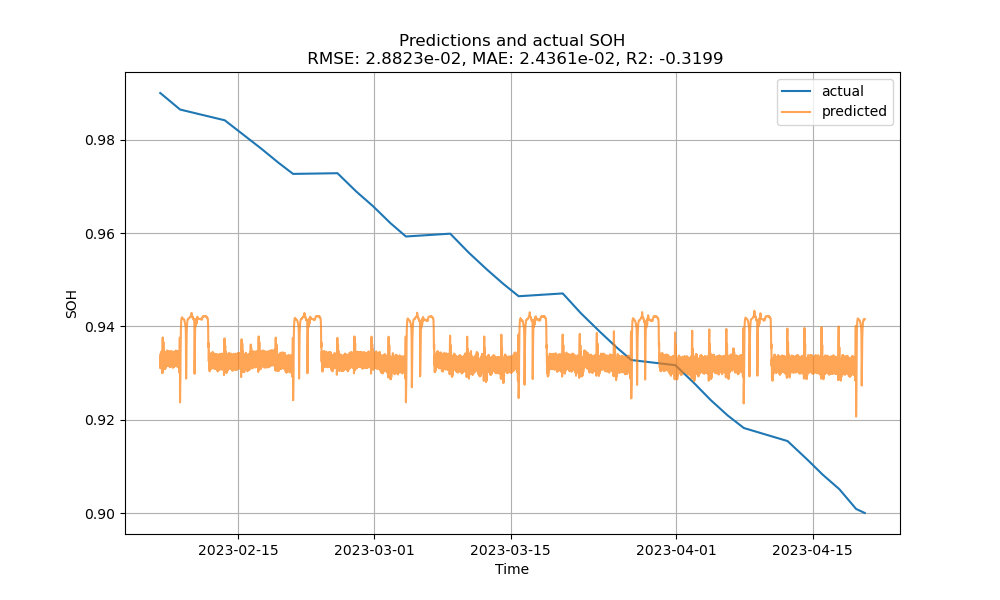 Predictions and actual SOH
RMSE: 2.8823e-02, MAE: 2.4361e-02, R2: -0.3199
actual
predicted
0.98
0.96
0.94
0.92
0.90
SOH
2023-02-15
2023-03-01
2023-03-15
2023-04-01
2023-04-15
Time